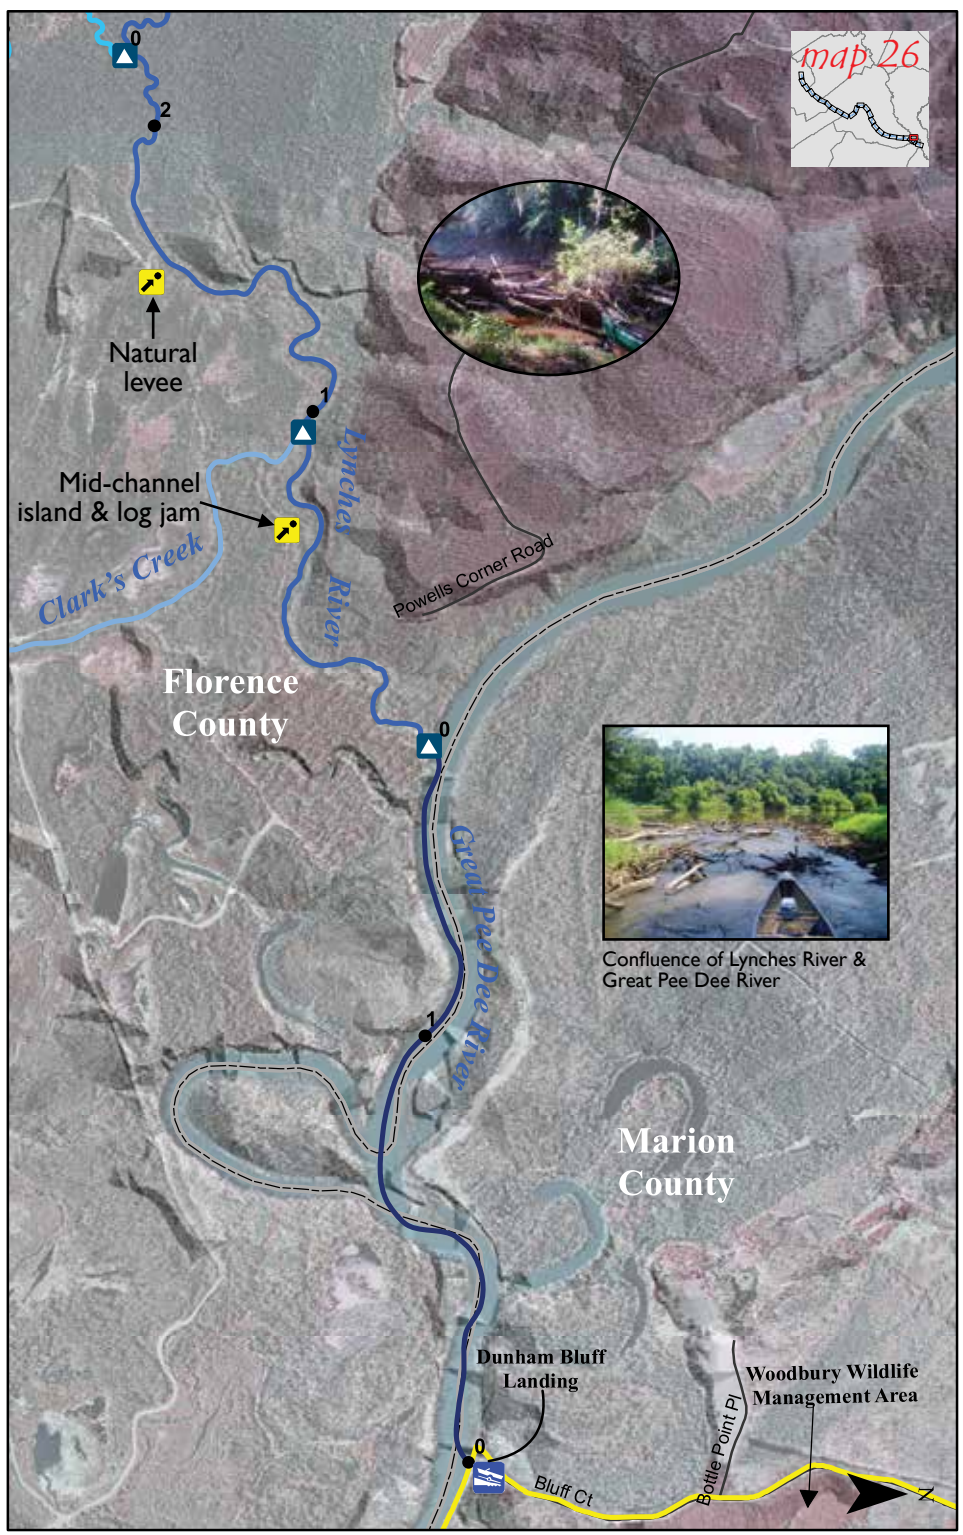 map 26
0
2
Natural
levee
1
Lynches
River
Mid-channel
island & log jam
Clark's Creek
Powells Corner Road
Florence
County
0
Great Pee Dee River
Confluence of Lynches River &
Great Pee Dee River
1
Marion
County
Dunham Bluff
Landing
Woodbury Wildlife
Management Area
Bottle Point Pl
0
Bluff Ct
N